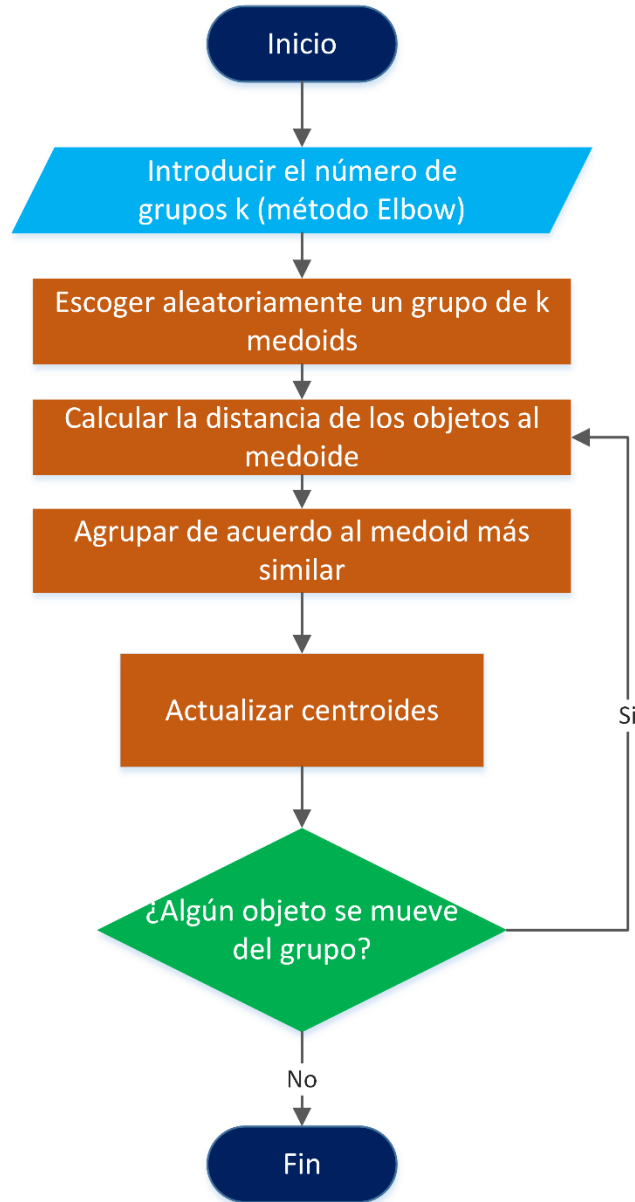 Inicio
Introducir el número de
grupos k (método Elbow)
Escoger aleatoriamente un grupo de k
medoids
Calcular la distancia de los objetos al
medoide
Agrupar de acuerdo al medoid más
similar
Actualizar centroides
Si
¿Algún objeto se mueve
del grupo?
No
Fin